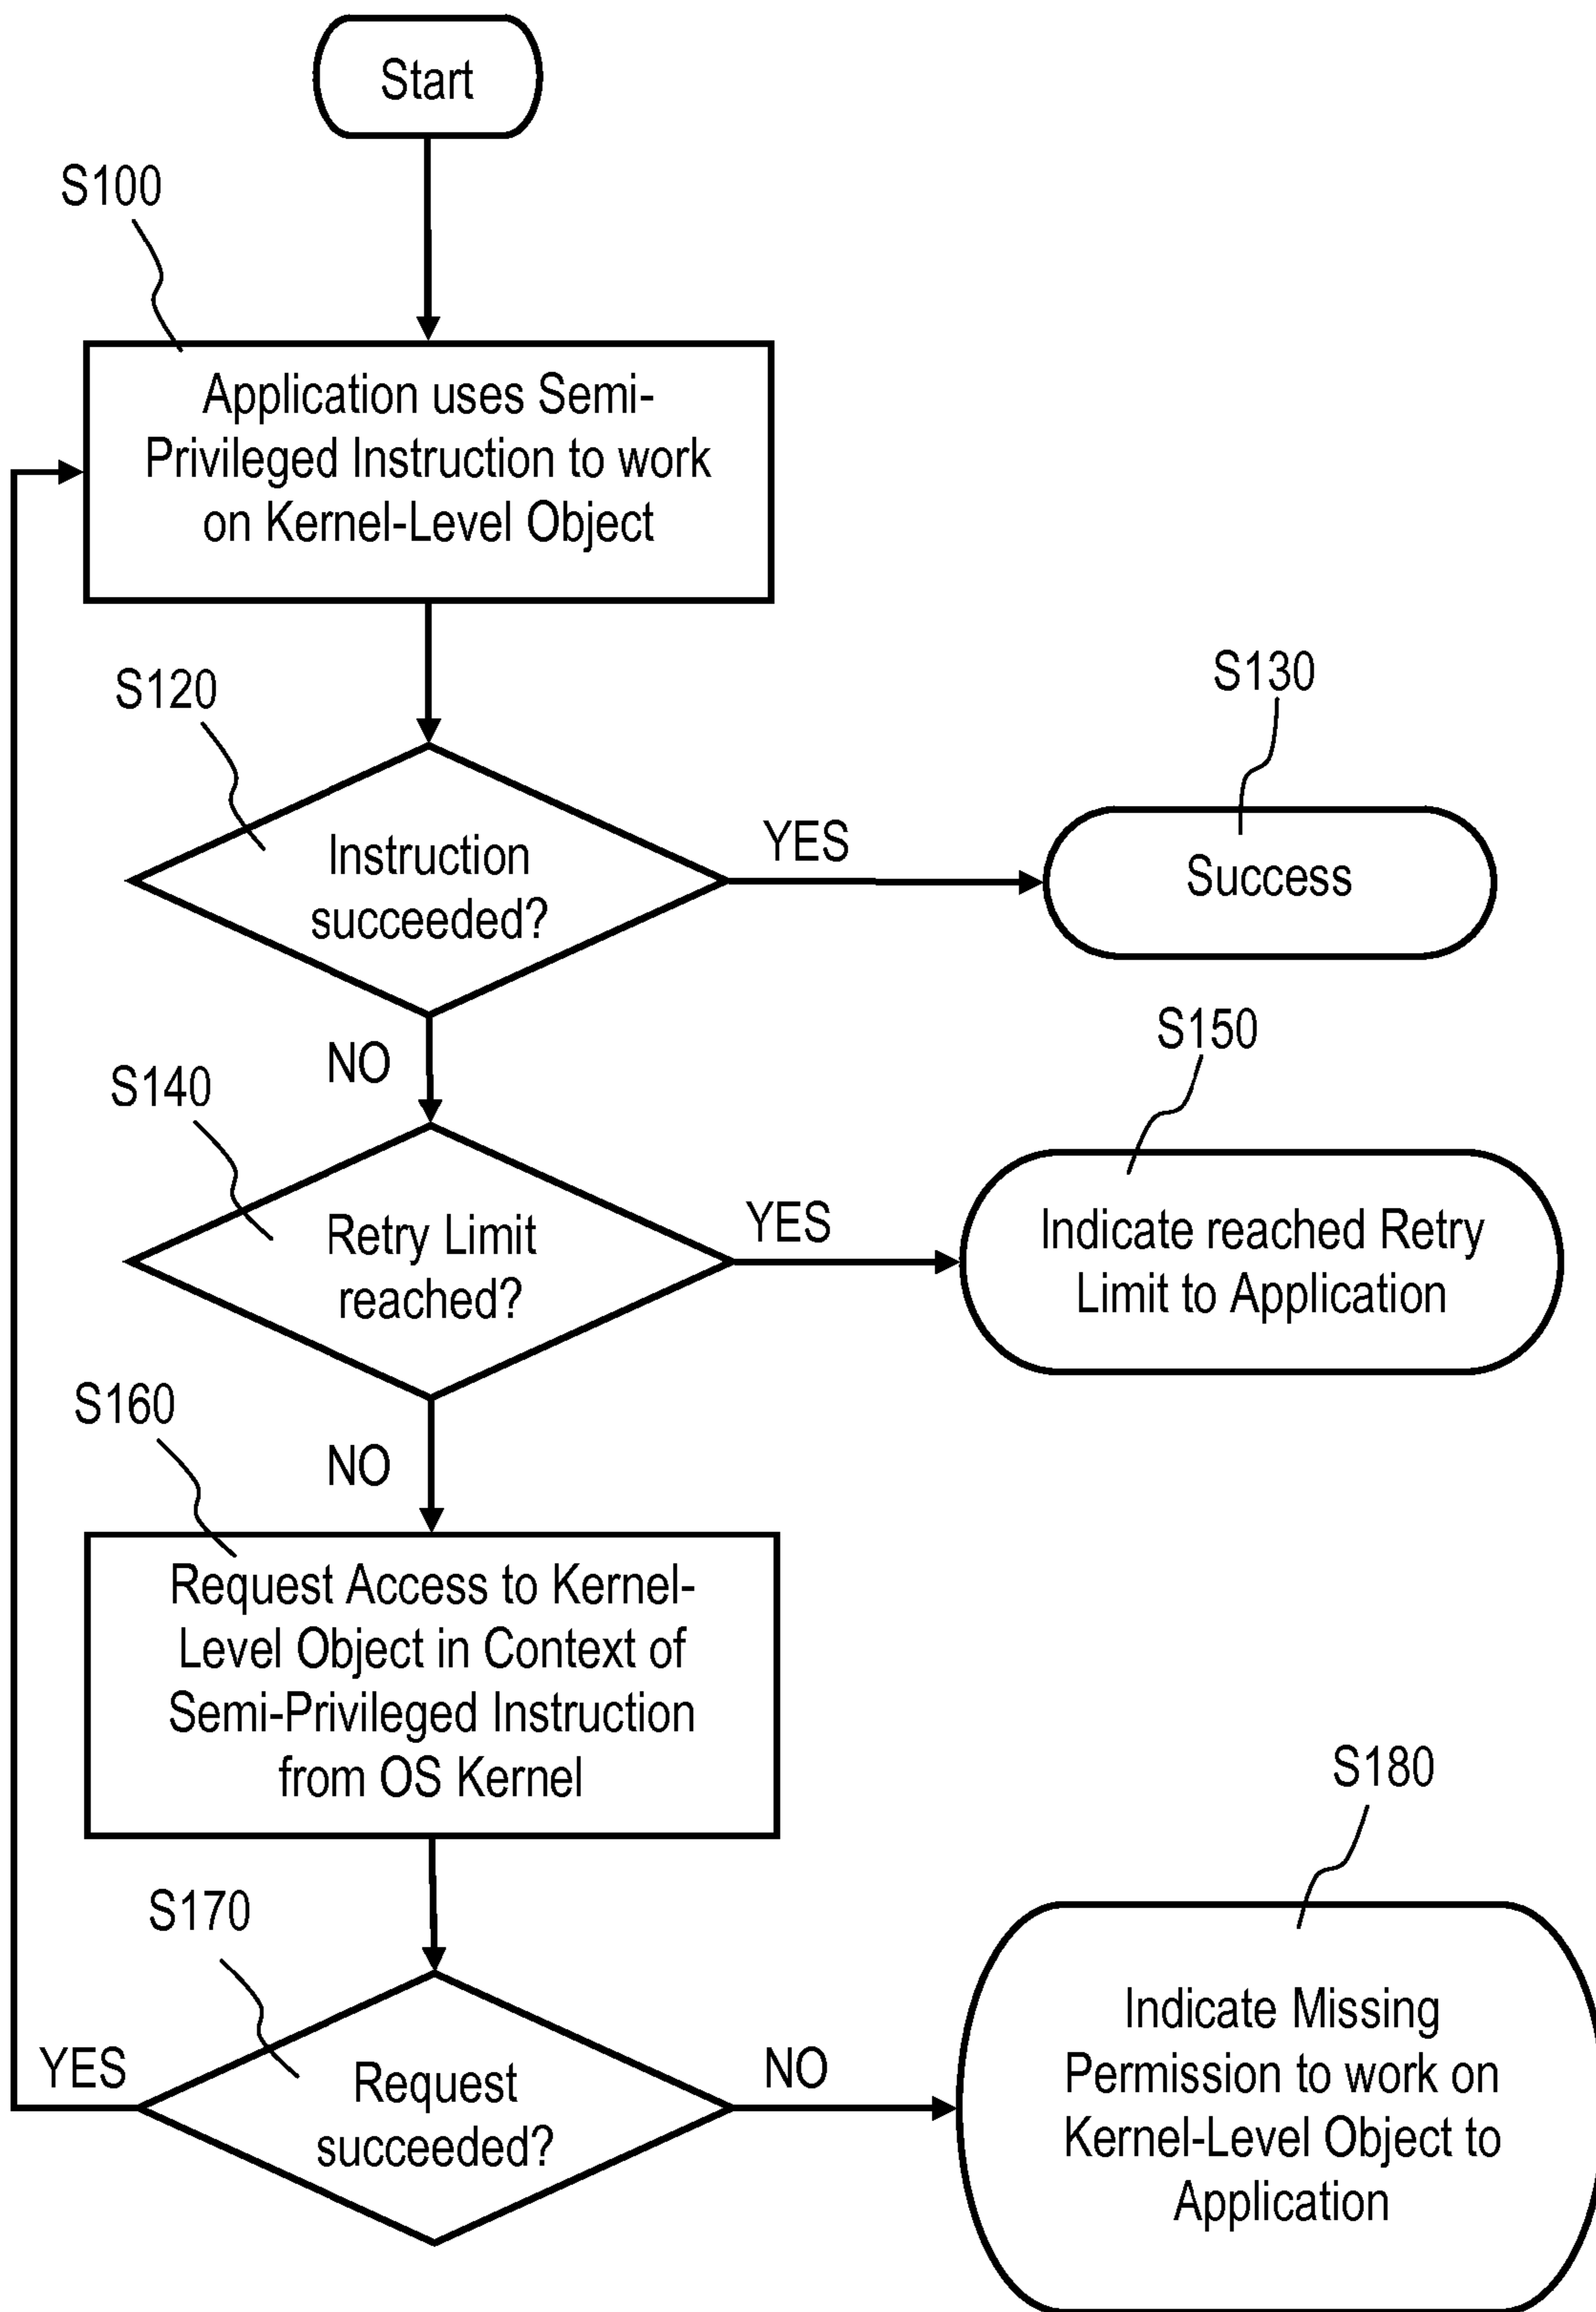 Start
S100
Application uses Semi-
Privileged Instruction to work
on Kernel-Level Object
S120
S130
Instruction
succeeded?
YES
Success
NO
S140
S150
Retry Limit
reached?
YES
Indicate reached Retry
Limit to Application
S160
NO
Request Access to Kernel-
Level Object in Context of
Semi-Privileged Instruction
from OS Kernel
S180
S170
YES
Request
succeeded?
NO
Indicate Missing
Permission to work on
Kernel-Level Object to
Application